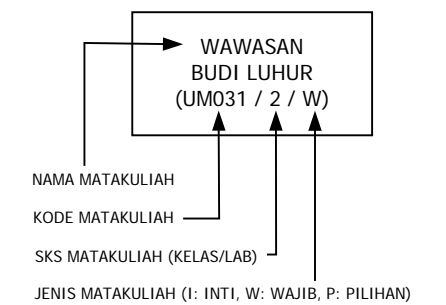 WAWASAN
BUDI LUHUR
(UM031 / 2 / W)
NAMA MATAKULIAH
KODE MATAKULIAH
SKS MATAKULIAH (KELAS/LAB)
JENIS MATAKULIAH (I: INTI, W: WAJIB, P: PILIHAN)